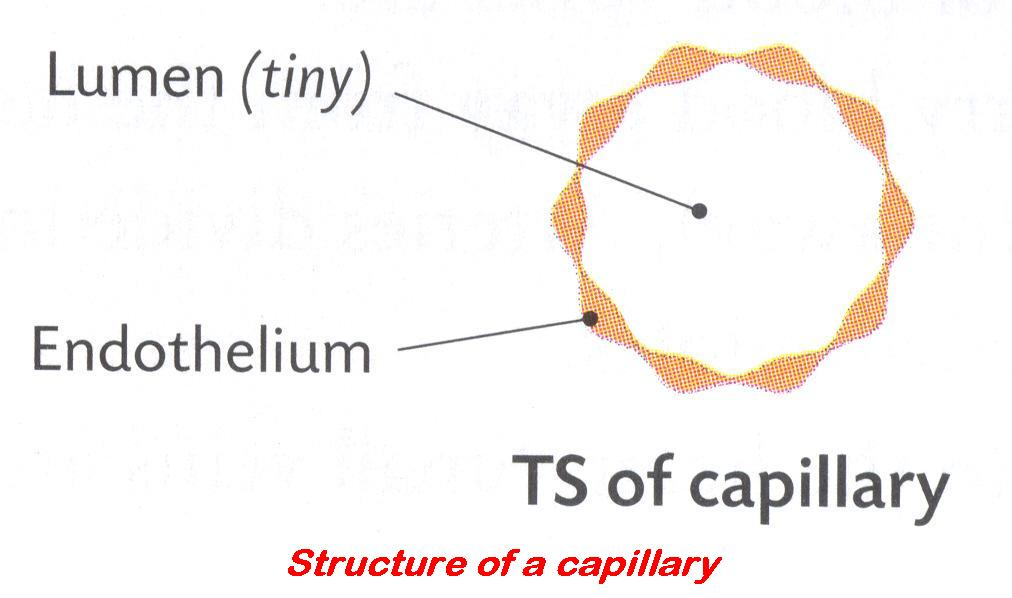 Lumen (tiny)
Endothelium
TS of capillary
Structure of a capillary